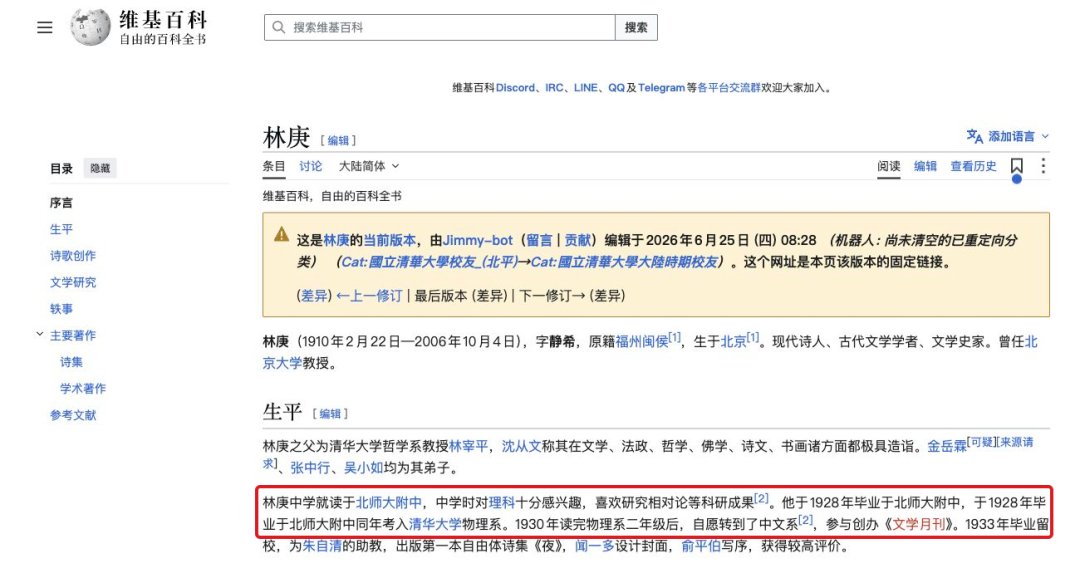 维基百科
自由的百科全书
搜索维基百科
搜索
维基百科Discord、IRC、LINE、QQ及Telegram等各平台交流群欢迎大家加入。
林庚 [编辑]
添加语言
目录 隐藏
条目 讨论 大陆简体
阅读 编辑 查看历史
维基百科，自由的百科全书
序言
生平
诗歌创作
文学研究
轶事
主要著作
诗集
学术著作
参考文献
这是林庚的当前版本，由Jimmy-bot（留言 | 贡献）编辑于2026年6月25日 (四) 08:28 （机器人：尚未清空的已重定向分
类） （Cat:國立清華大學校友_(北平)→Cat:國立清華大學大陸時期校友）。这个网址是本页该版本的固定链接。
(差异) ←上一修订 | 最后版本 (差异) | 下一修订→ (差异)
林庚（1910年2月22日—2006年10月4日），字静希，原籍福州闽侯[1]，生于北京[1]。现代诗人、古代文学学者、文学史家。曾任北
京大学教授。
生平 [编辑]
林庚之父为清华大学哲学系教授林宰平，沈从文称其在文学、法政、哲学、佛学、诗文、书画诸方面都极具造诣。金岳霖[可疑][来源请
求]、张中行、吴小如均为其弟子。
林庚中学就读于北师大附中，中学时对理科十分感兴趣，喜欢研究相对论等科研成果[2]。他于1928年毕业于北师大附中，于1928年毕
业于北师大附中同年考入清华大学物理系。1930年读完物理系二年级后，自愿转到了中文系[2]，参与创办《文学月刊》。1933年毕业留
校，为朱自清的助教，出版第一本自由体诗集《夜》，闻一多设计封面，俞平伯写序，获得较高评价。